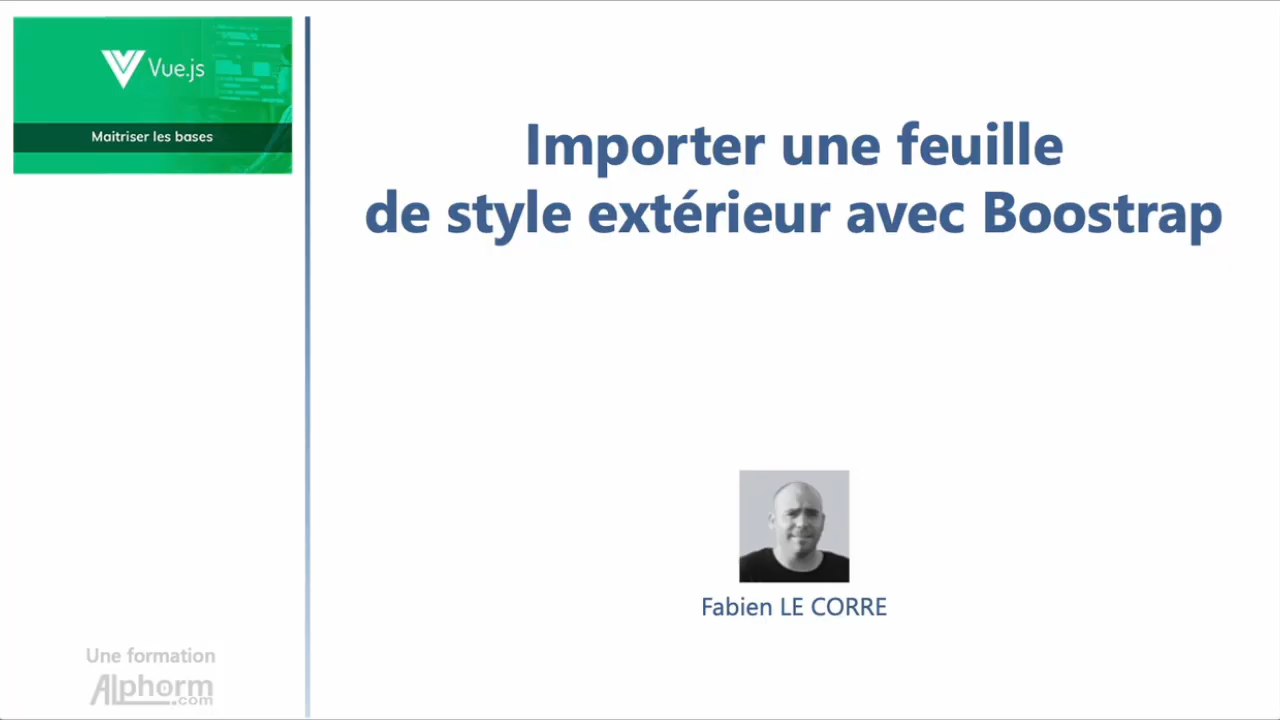 Vue.js
Maitriser les bases
Importer une feuille
de style extérieur avec Boostrap
Fabien LE CORRE
Une formation
Alphorm
.com